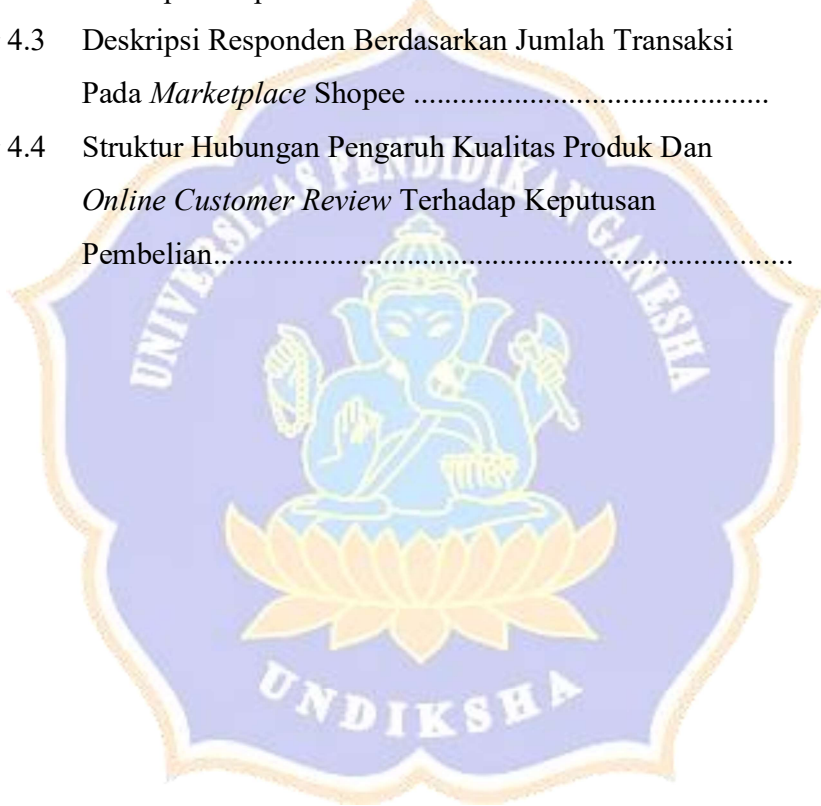 4.3 Deskripsi Responden Berdasarkan Jumlah Transaksi
Pada Marketplace Shopee ..............................................
4.4 Struktur Hubungan Pengaruh Kualitas Produk Dan
Online Customer Review Terhadap Keputusan
Pembelian...........................................................................
UNIVERSITAS PENDIDIKAN GANESHA
UNDIKSHA